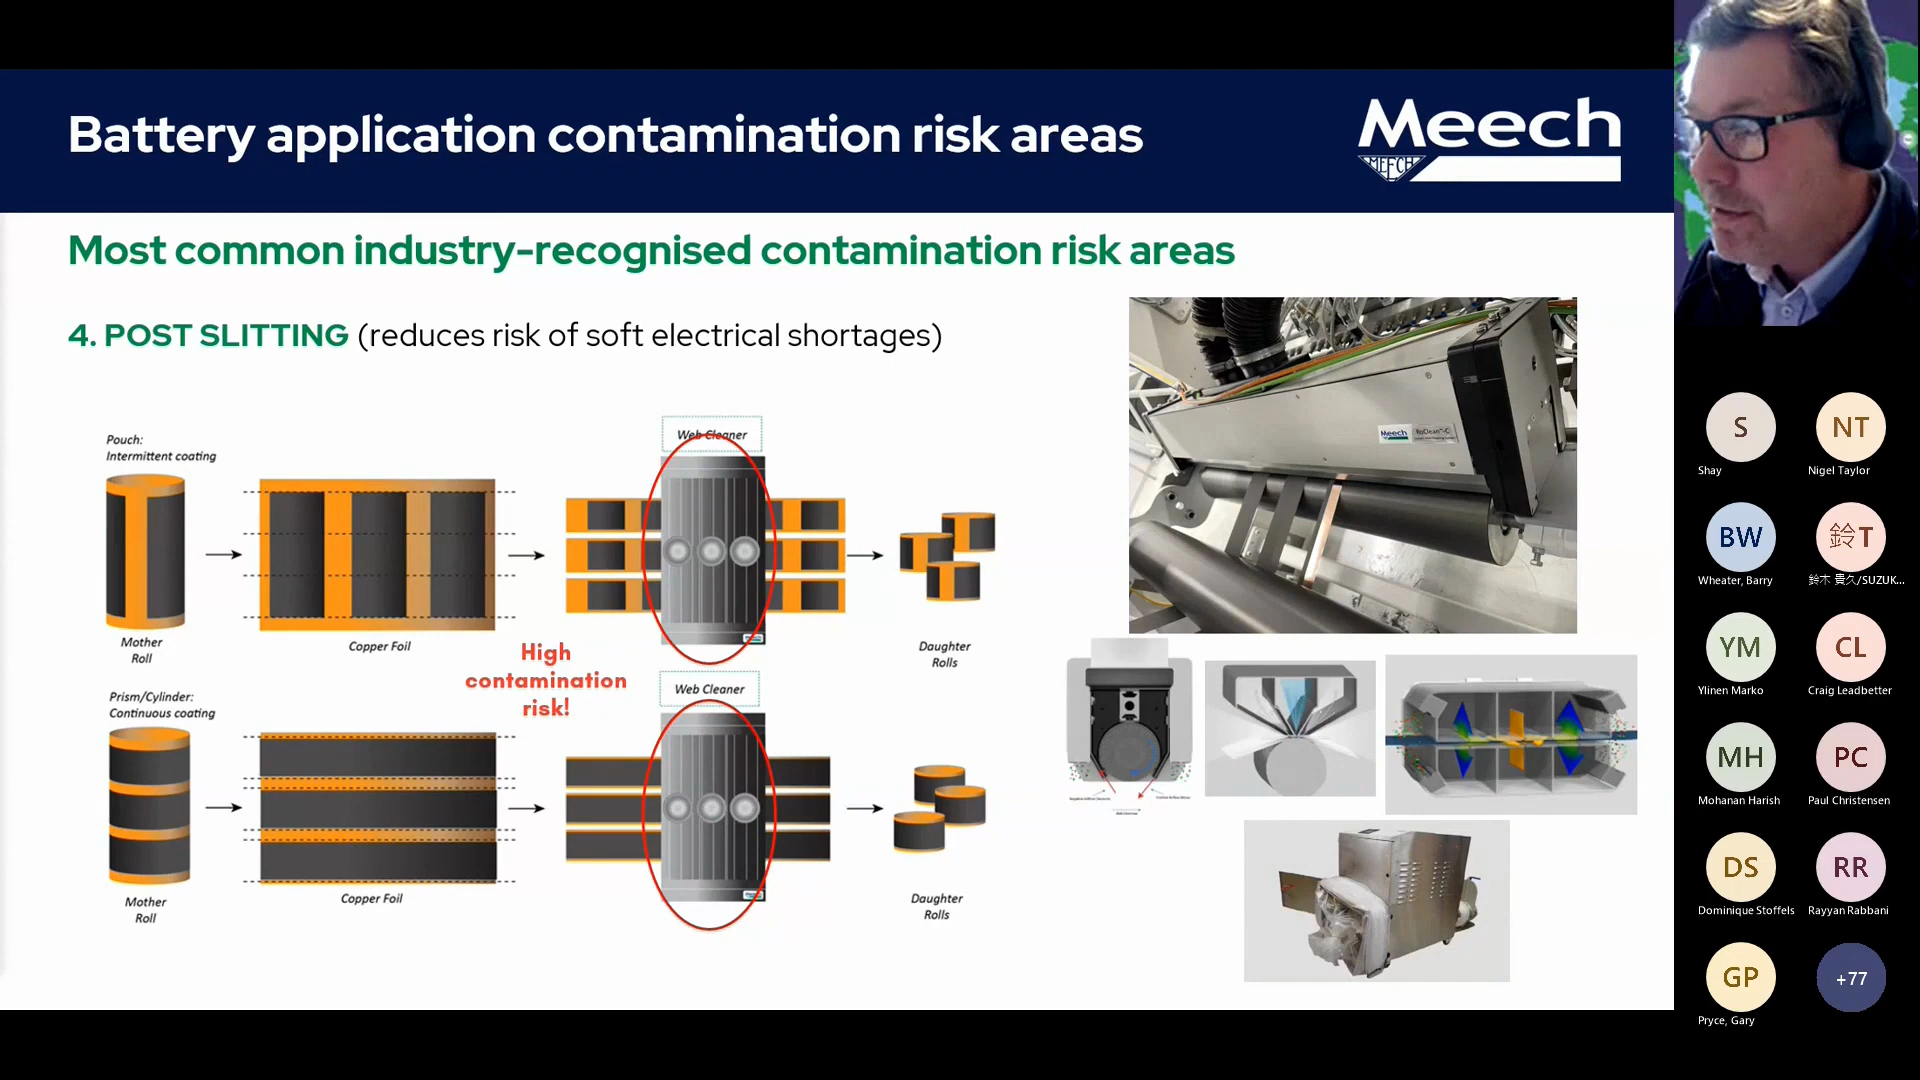 Battery application contamination risk areas
Meech
MEECH
Most common industry-recognised contamination risk areas
4. POST SLITTING (reduces risk of soft electrical shortages)
Pouch:
Intermittent coating
Mother
Roll
Copper Foil
Web Cleaner
Daughter
Rolls
High
contamination
risk!
Prism/Cylinder:
Continuous coating
Mother
Roll
Copper Foil
Web Cleaner
Daughter
Rolls
Meech
S
Shay
NT
Nigel Taylor
BW
Wheater, Barry
鈴T
鈴木 貴久/SUZUK...
YM
Ylinen Marko
CL
Craig Leadbetter
MH
Mohanan Harish
PC
Paul Christensen
DS
Dominique Stoffels
RR
Rayyan Rabbani
GP
Pryce, Gary
+77